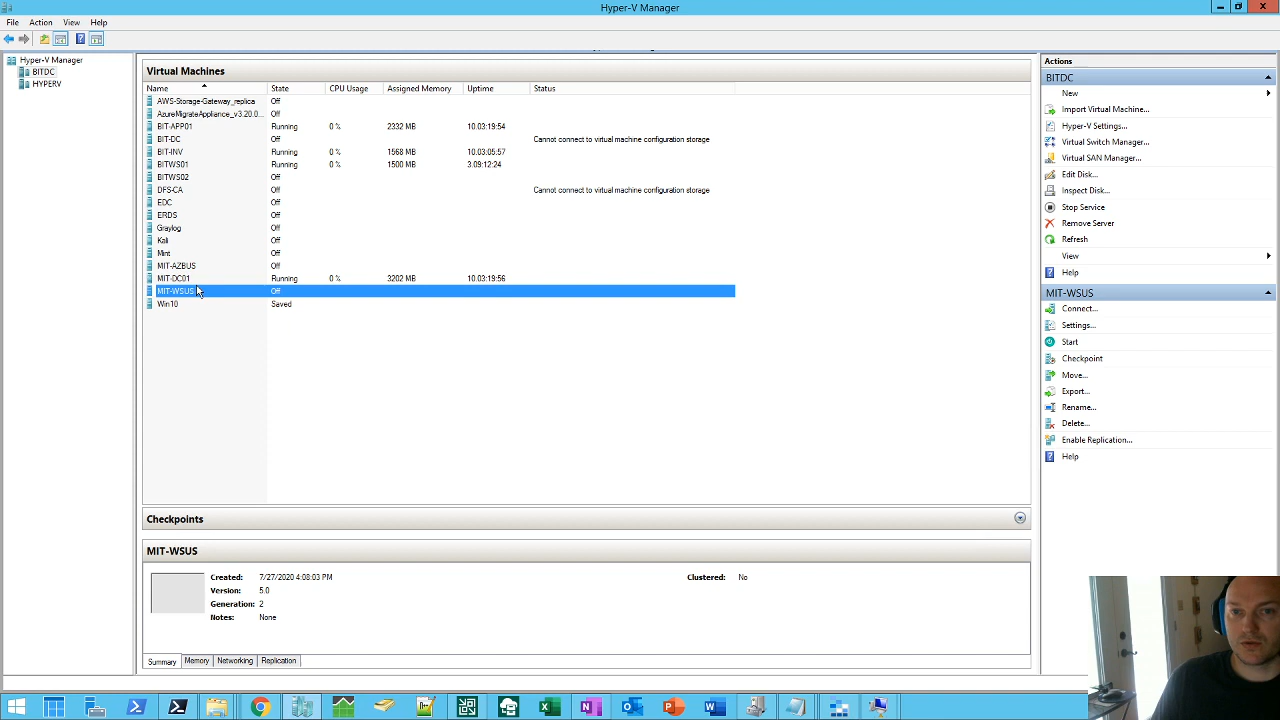 Hyper-V Manager
File Action View Help
Hyper-V Manager
BITDC
HYPERV
Virtual Machines
Name State CPU Usage Assigned Memory Uptime Status
AWS-Storage-Gateway_replica Off
AzureMigrateAppliance_v3.20.0... Off
BIT-APP01 Running 0 % 2332 MB 10.03:19:54
BIT-DC Off Cannot connect to virtual machine configuration storage
BIT-INV Running 0 % 1568 MB 10.03:05:57
BITWS01 Running 0 % 1500 MB 3.09:12:24
BITWS02 Off
DFS-CA Off Cannot connect to virtual machine configuration storage
EDC Off
ERDS Off
Graylog Off
Kali Off
Mint Off
MIT-AZBUS Off
MIT-DC01 Running 0 % 3202 MB 10.03:19:56
MIT-WSUS Off
Win10 Saved
Checkpoints
MIT-WSUS
Created: 7/27/2020 4:08:03 PM Clustered: No
Version: 5.0
Generation: 2
Notes: None
Summary Memory Networking Replication
Actions
BITDC
New
Import Virtual Machine...
Hyper-V Settings...
Virtual Switch Manager...
Virtual SAN Manager...
Edit Disk...
Inspect Disk...
Stop Service
Remove Server
Refresh
View
Help
MIT-WSUS
Connect...
Settings...
Start
Checkpoint
Move...
Export...
Rename...
Delete...
Enable Replication...
Help